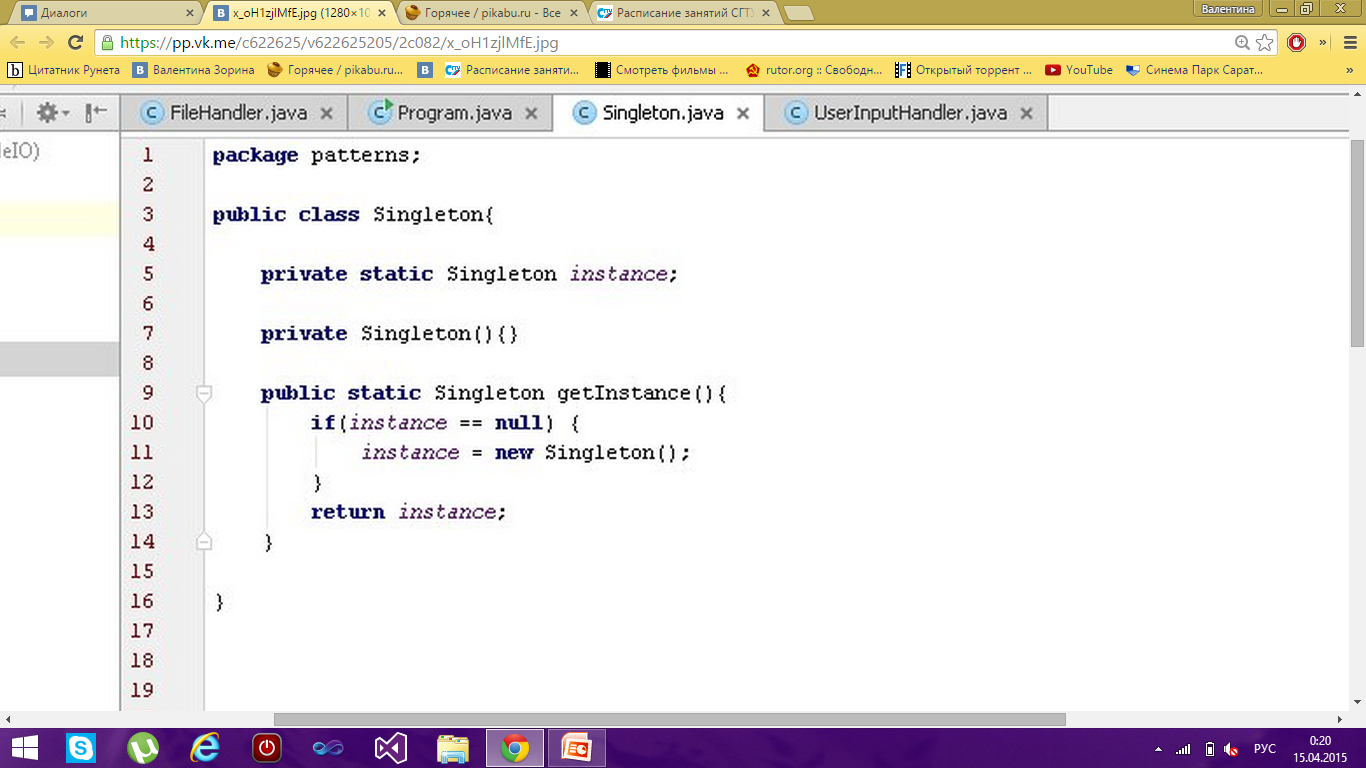 Диалоги
x_oH1zjlMfE.jpg (1280×10
Горячее / pikabu.ru - Все
Расписание занятий СГТУ
Валентина
https://pp.vk.me/c622625/v622625205/2c082/x_oH1zjlMfE.jpg
Цитатник Рунета
Валентина Зорина
Горячее / pikabu.ru...
Расписание заняти...
Смотреть фильмы ...
rutor.org :: Свободн...
Открытый торрент ...
YouTube
Синема Парк Сарат...
»
FileHandler.java
Program.java
Singleton.java
UserInputHandler.java
leIO)
1 package patterns;
2
3 public class Singleton{
4
5 private static Singleton instance;
6
7 private Singleton(){}
8
9 public static Singleton getInstance(){
10 if(instance == null) {
11 instance = new Singleton();
12 }
13 return instance;
14 }
15
16 }
17
18
19
РУС
0:20
15.04.2015